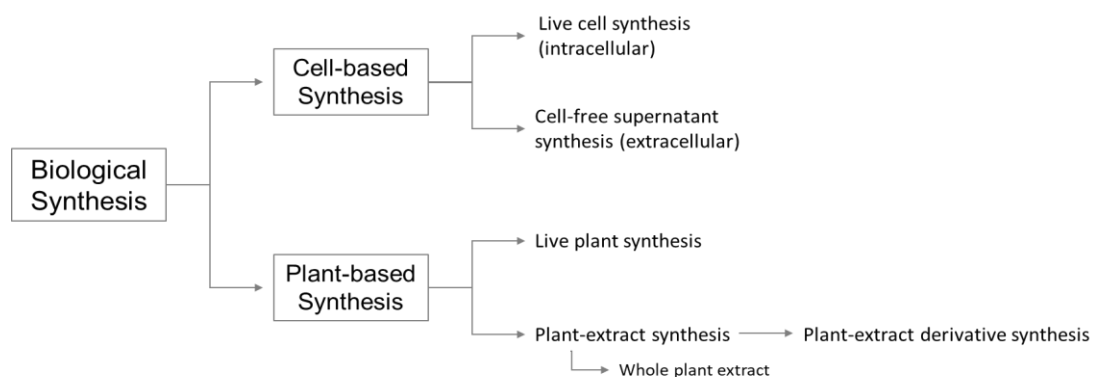 Live cell synthesis
(intracellular)
Cell-based
Synthesis
Cell-free supernatant
synthesis (extracellular)
Biological
Synthesis
Live plant synthesis
Plant-based
Synthesis
Plant-extract synthesis
Plant-extract derivative synthesis
Whole plant extract